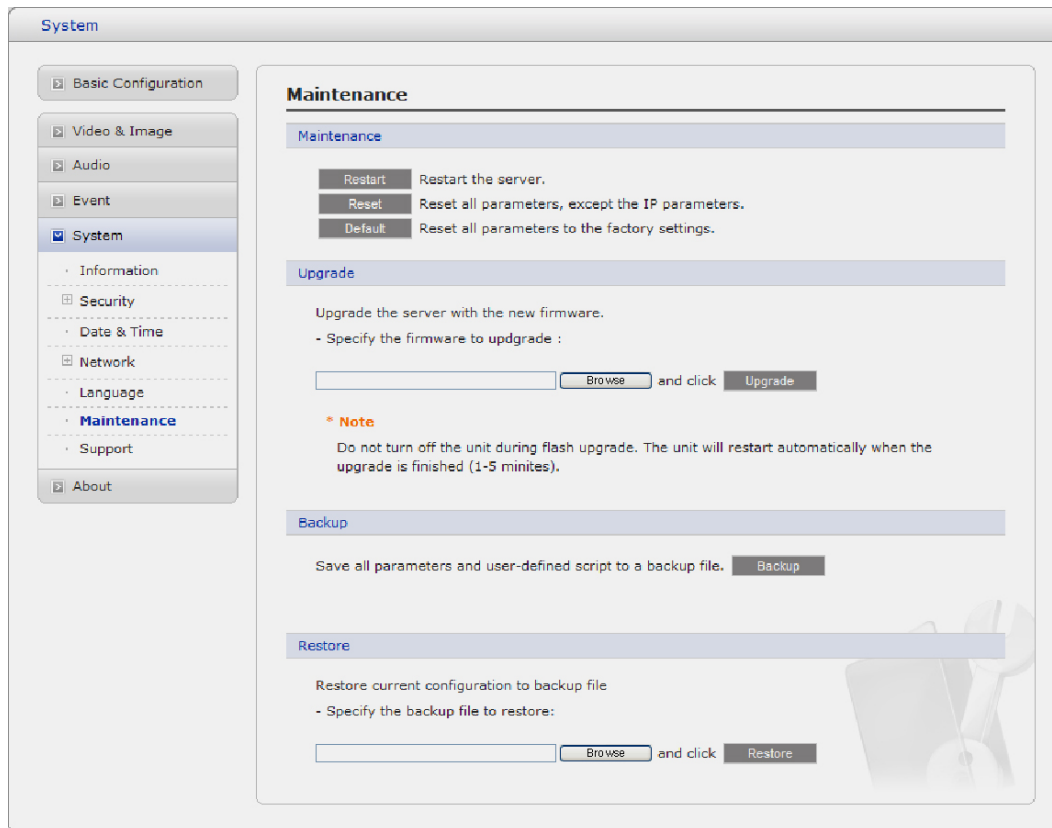 System
Basic Configuration
Video & Image
Audio
Event
System
Information
Security
Date & Time
Network
Language
Maintenance
Support
About
Maintenance
Maintenance
Restart Restart the server.
Reset Reset all parameters, except the IP parameters.
Default Reset all parameters to the factory settings.
Upgrade
Upgrade the server with the new firmware.
- Specify the firmware to updgrade :
Browse and click Upgrade
* Note
Do not turn off the unit during flash upgrade. The unit will restart automatically when the
upgrade is finished (1-5 minites).
Backup
Save all parameters and user-defined script to a backup file. Backup
Restore
Restore current configuration to backup file
- Specify the backup file to restore:
Browse and click Restore